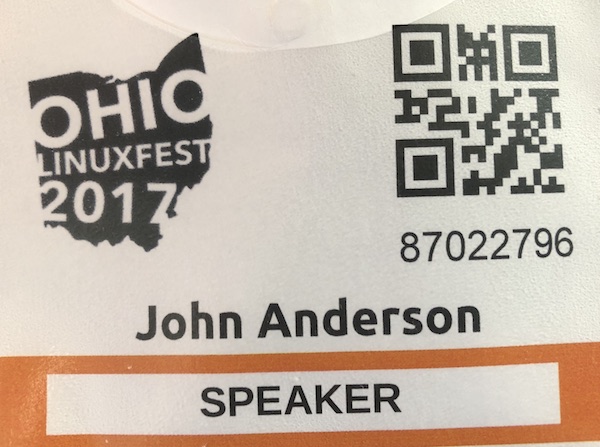 OHIO
LINUXFEST
2017
87022796
John Anderson
SPEAKER